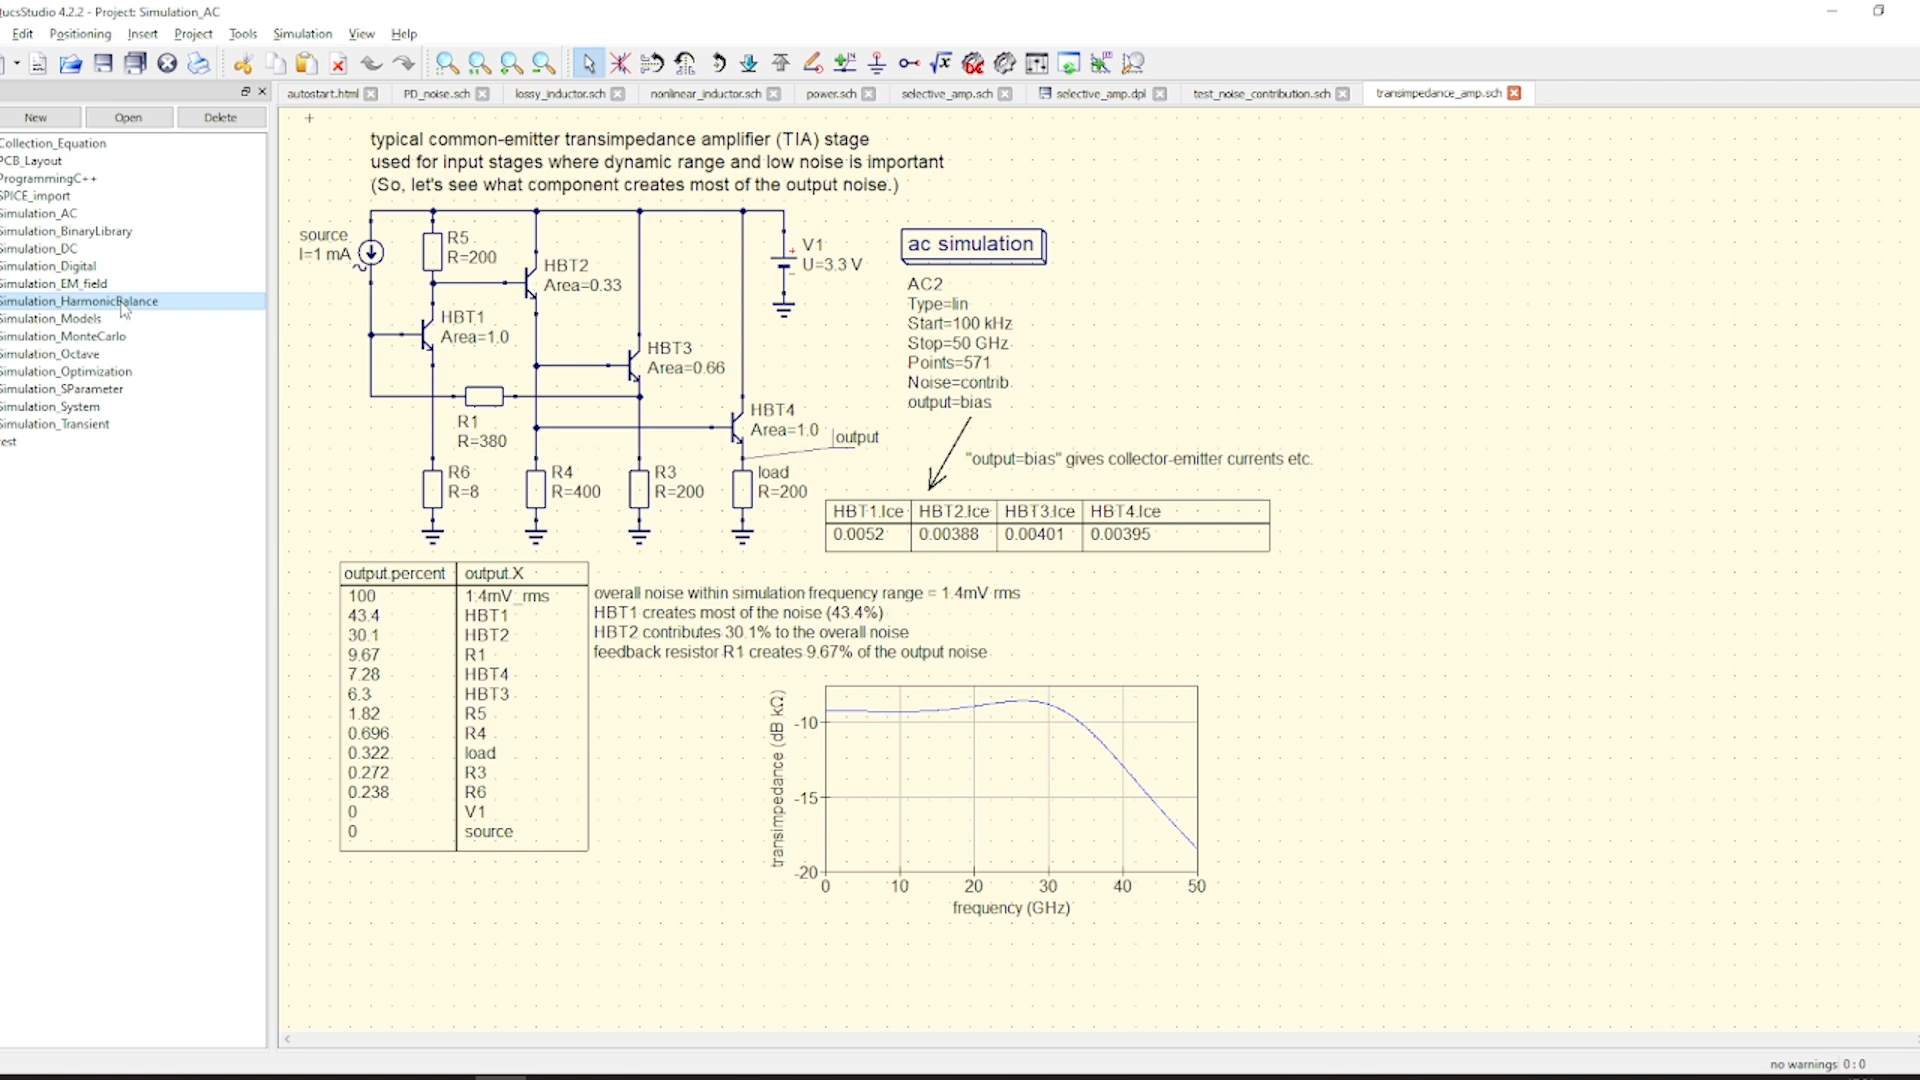 ucsStudio 4.2.2 - Project: Simulation_AC
Edit Positioning Insert Project Tools Simulation View Help
autostart.html PD_noise.sch lossy_inductor.sch nonlinear_inductor.sch power.sch selective_amp.sch selective_amp.dpl test_noise_contribution.sch transimpedance_amp.sch
New Open Delete
Collection_Equation
PCB_Layout
ProgrammingC++
SPICE_import
Simulation_AC
Simulation_BinaryLibrary
Simulation_DC
Simulation_Digital
Simulation_EM_field
Simulation_HarmonicBalance
Simulation_Models
Simulation_MonteCarlo
Simulation_Octave
Simulation_Optimization
Simulation_SParameter
Simulation_System
Simulation_Transient
est
typical common-emitter transimpedance amplifier (TIA) stage
used for input stages where dynamic range and low noise is important
(So, let's see what component creates most of the output noise.)
source
I=1 mA
R5
R=200
HBT2
Area=0.33
V1
U=3.3 V
HBT1
Area=1.0
HBT3
Area=0.66
R1
R=380
HBT4
Area=1.0
output
R6
R=8
R4
R=400
R3
R=200
load
R=200
ac simulation
AC2
Type=lin
Start=100 kHz
Stop=50 GHz
Points=571
Noise=contrib
output=bias
"output=bias" gives collector-emitter currents etc.
HBT1.Ice HBT2.Ice HBT3.Ice HBT4.Ice
0.0052 0.00388 0.00401 0.00395
output.percent output.X
100 1.4mV_rms
43.4 HBT1
30.1 HBT2
9.67 R1
7.28 HBT4
6.3 HBT3
1.82 R5
0.696 R4
0.322 load
0.272 R3
0.238 R6
0 V1
0 source
overall noise within simulation frequency range = 1.4mV rms
HBT1 creates most of the noise (43.4%)
HBT2 contributes 30.1% to the overall noise
feedback resistor R1 creates 9.67% of the output noise
transimpedance (dB kΩ)
-10
-15
-20
0 10 20 30 40 50
frequency (GHz)
no warnings 0 : 0